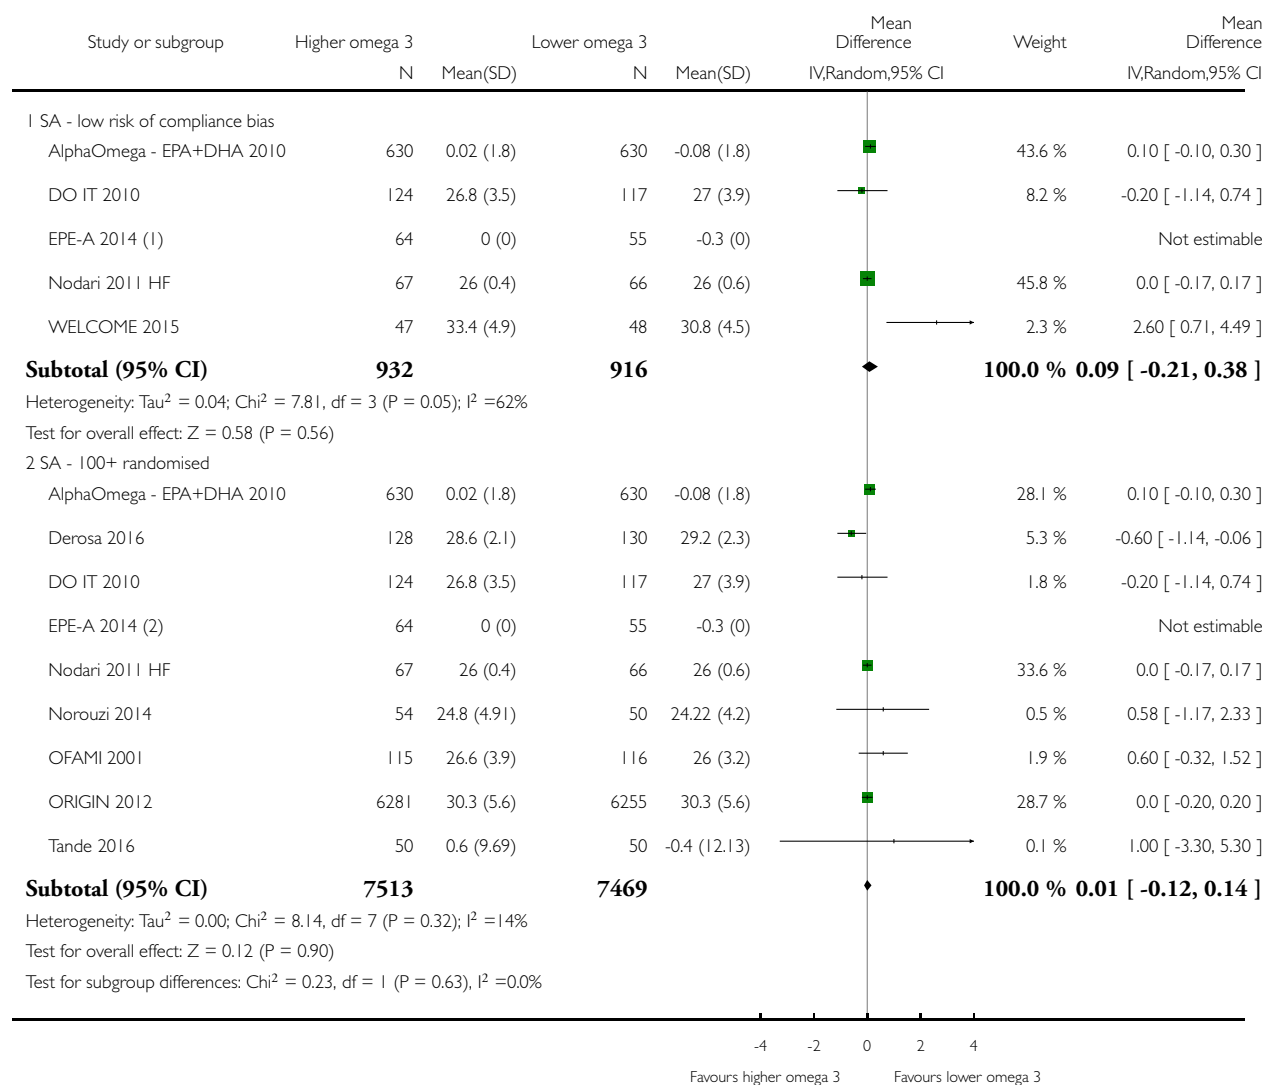 Mean Mean
Study or subgroup Higher omega 3 Lower omega 3 Difference Weight Difference
N Mean(SD) N Mean(SD) IV,Random,95% CI IV,Random,95% CI
1 SA - low risk of compliance bias
AlphaOmega - EPA+DHA 2010 630 0.02 (1.8) 630 -0.08 (1.8) 43.6 % 0.10 [ -0.10, 0.30 ]
DO IT 2010 124 26.8 (3.5) 117 27 (3.9) 8.2 % -0.20 [ -1.14, 0.74 ]
EPE-A 2014 (1) 64 0 (0) 55 -0.3 (0) Not estimable
Nodari 2011 HF 67 26 (0.4) 66 26 (0.6) 45.8 % 0.0 [ -0.17, 0.17 ]
WELCOME 2015 47 33.4 (4.9) 48 30.8 (4.5) 2.3 % 2.60 [ 0.71, 4.49 ]
Subtotal (95% CI) 932 916 100.0 % 0.09 [ -0.21, 0.38 ]
Heterogeneity: Tau² = 0.04; Chi² = 7.81, df = 3 (P = 0.05); I² =62%
Test for overall effect: Z = 0.58 (P = 0.56)
2 SA - 100+ randomised
AlphaOmega - EPA+DHA 2010 630 0.02 (1.8) 630 -0.08 (1.8) 28.1 % 0.10 [ -0.10, 0.30 ]
Derosa 2016 128 28.6 (2.1) 130 29.2 (2.3) 5.3 % -0.60 [ -1.14, -0.06 ]
DO IT 2010 124 26.8 (3.5) 117 27 (3.9) 1.8 % -0.20 [ -1.14, 0.74 ]
EPE-A 2014 (2) 64 0 (0) 55 -0.3 (0) Not estimable
Nodari 2011 HF 67 26 (0.4) 66 26 (0.6) 33.6 % 0.0 [ -0.17, 0.17 ]
Norouzi 2014 54 24.8 (4.91) 50 24.22 (4.2) 0.5 % 0.58 [ -1.17, 2.33 ]
OFAMI 2001 115 26.6 (3.9) 116 26 (3.2) 1.9 % 0.60 [ -0.32, 1.52 ]
ORIGIN 2012 6281 30.3 (5.6) 6255 30.3 (5.6) 28.7 % 0.0 [ -0.20, 0.20 ]
Tande 2016 50 0.6 (9.69) 50 -0.4 (12.13) 0.1 % 1.00 [ -3.30, 5.30 ]
Subtotal (95% CI) 7513 7469 100.0 % 0.01 [ -0.12, 0.14 ]
Heterogeneity: Tau² = 0.00; Chi² = 8.14, df = 7 (P = 0.32); I² =14%
Test for overall effect: Z = 0.12 (P = 0.90)
Test for subgroup differences: Chi² = 0.23, df = 1 (P = 0.63), I² =0.0%
-4 -2 0 2 4
Favours higher omega 3 Favours lower omega 3